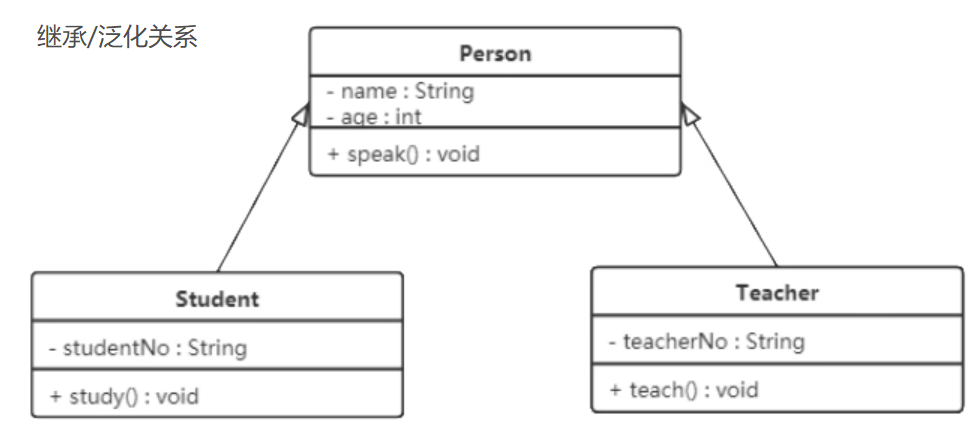 继承/泛化关系
Person
- name : String
- age : int
+ speak() : void
Student
- studentNo : String
+ study() : void
Teacher
- teacherNo : String
+ teach() : void